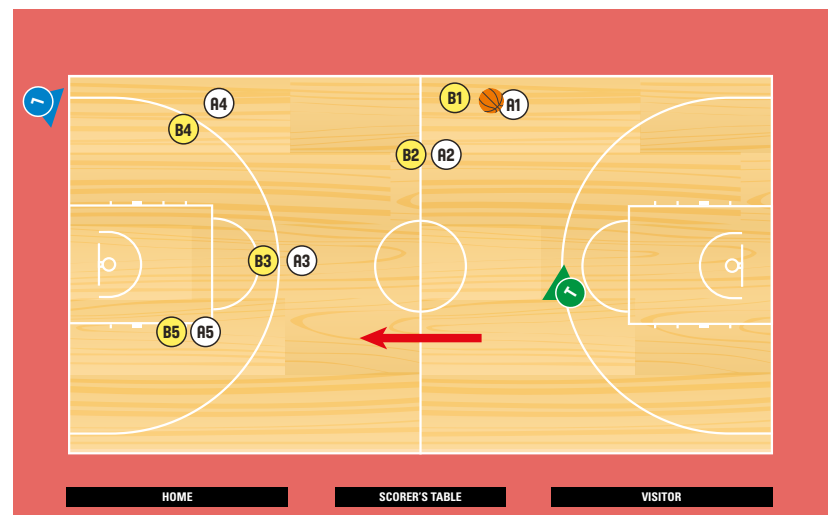 B1
A1
L
A4
B4
B2
A2
B3
A3
T
B5
A5
HOME
SCORER'S TABLE
VISITOR